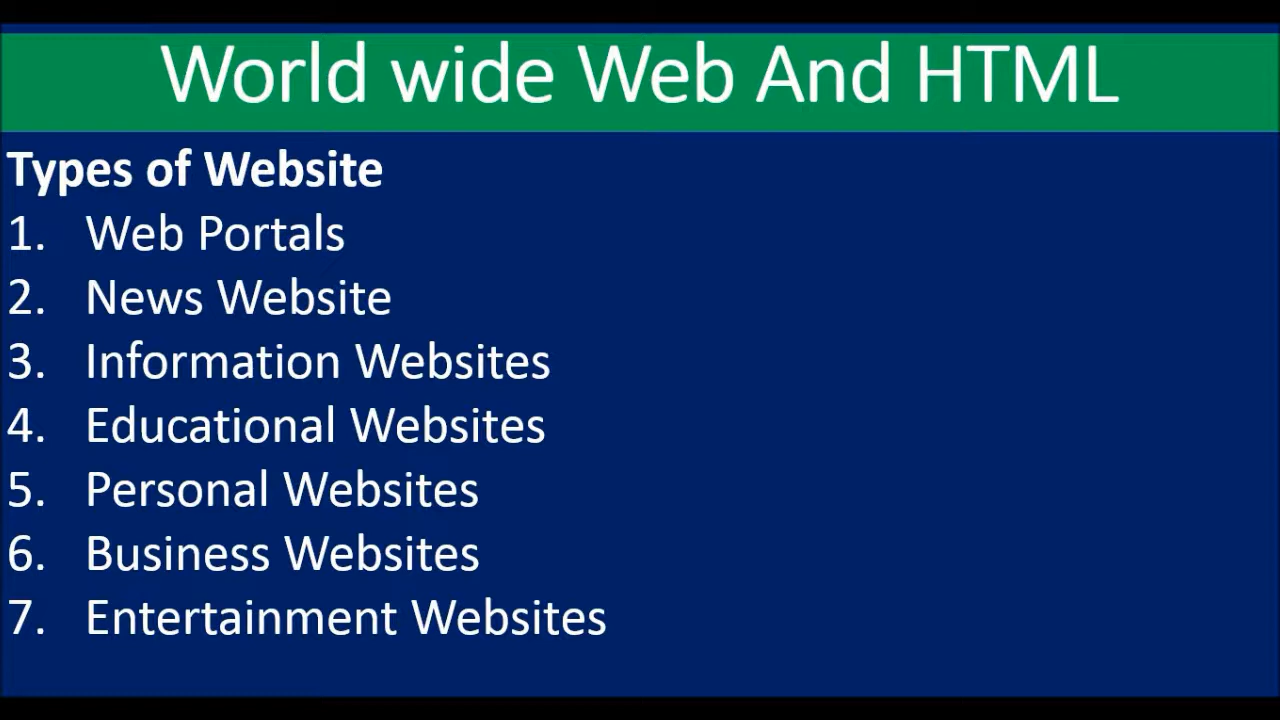 World wide Web And HTML
Types of Website
1. Web Portals
2. News Website
3. Information Websites
4. Educational Websites
5. Personal Websites
6. Business Websites
7. Entertainment Websites